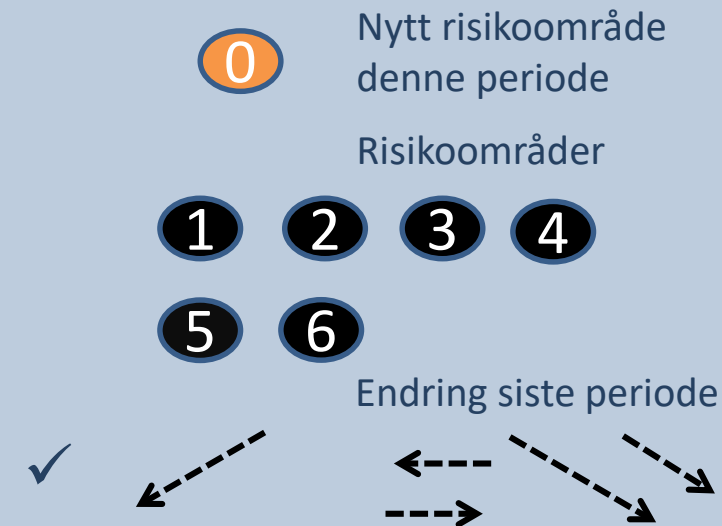 0
Nytt risikoområde
denne periode
Risikoområder
1 2 3 4
5 6
Endring siste periode
✓